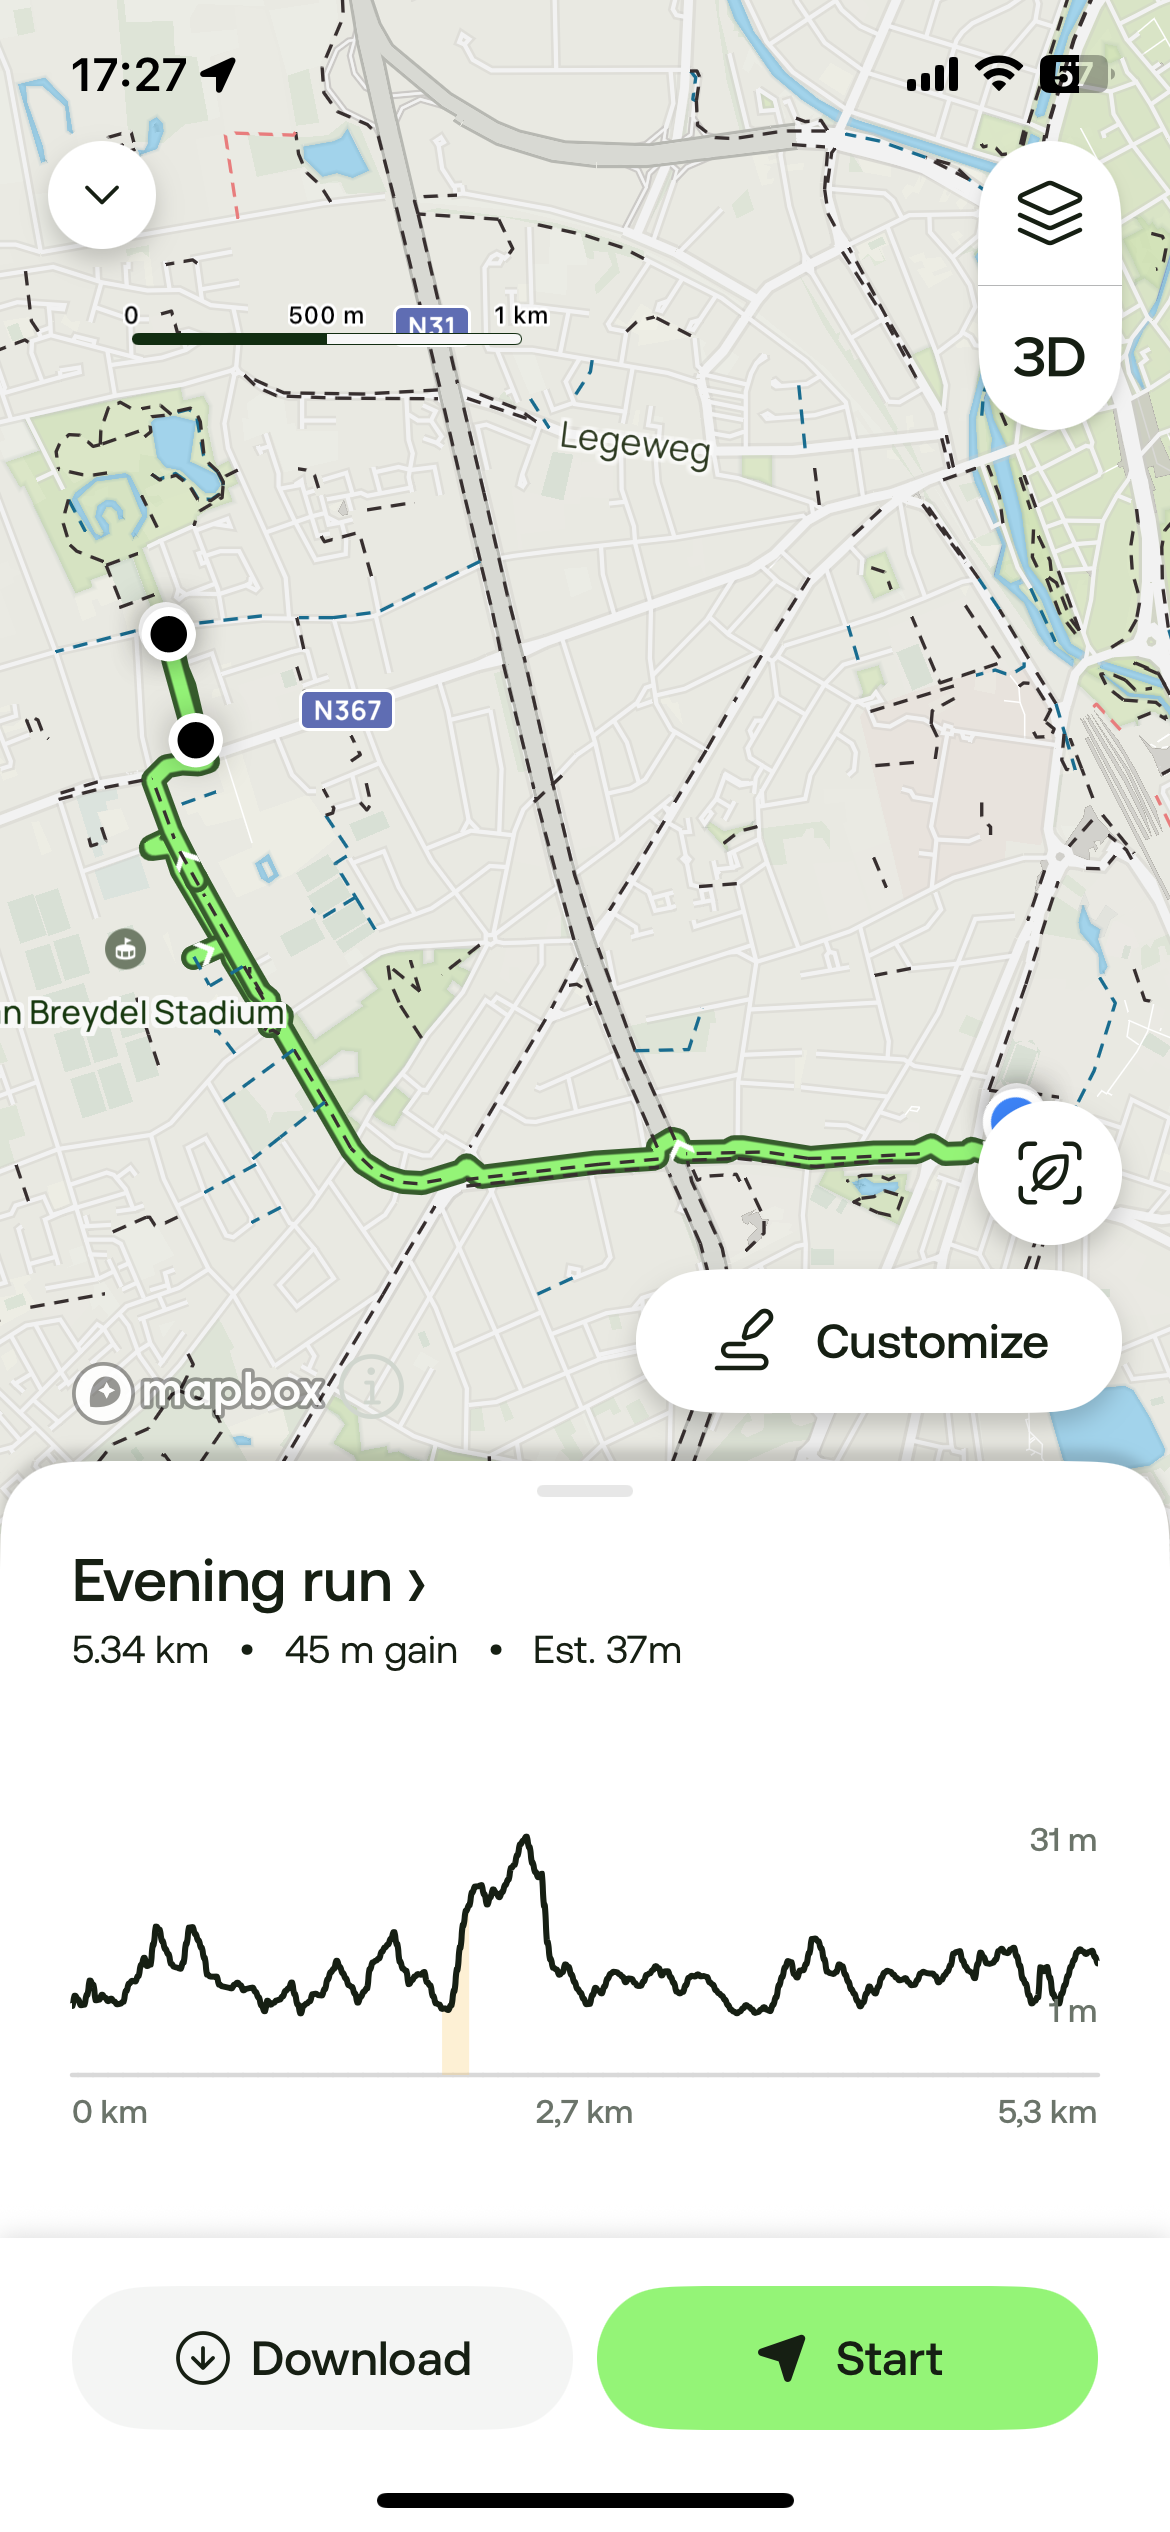 17:27
57
0 500 m 1 km
N31
3D
Legeweg
N367
n Breydel Stadium
Customize
mapbox
Evening run ›
5.34 km • 45 m gain • Est. 37m
31 m
1 m
0 km 2,7 km 5,3 km
Download
Start